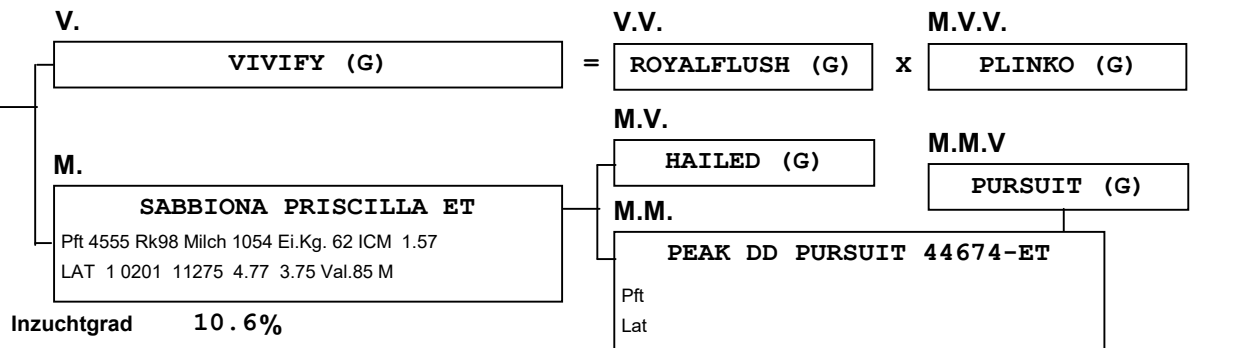 V. V.V. M.V.V.
VIVIFY (G) = ROYALFLUSH (G) X PLINKO (G)
M.V.
HAILED (G)
M.M.V
PURSUIT (G)
M.
SABBIONA PRISCILLA ET
Pft 4555 Rk98 Milch 1054 Ei.Kg. 62 ICM 1.57
LAT 1 0201 11275 4.77 3.75 Val.85 M
M.M.
PEAK DD PURSUIT 44674-ET
Pft
Lat
Inzuchtgrad 10.6%